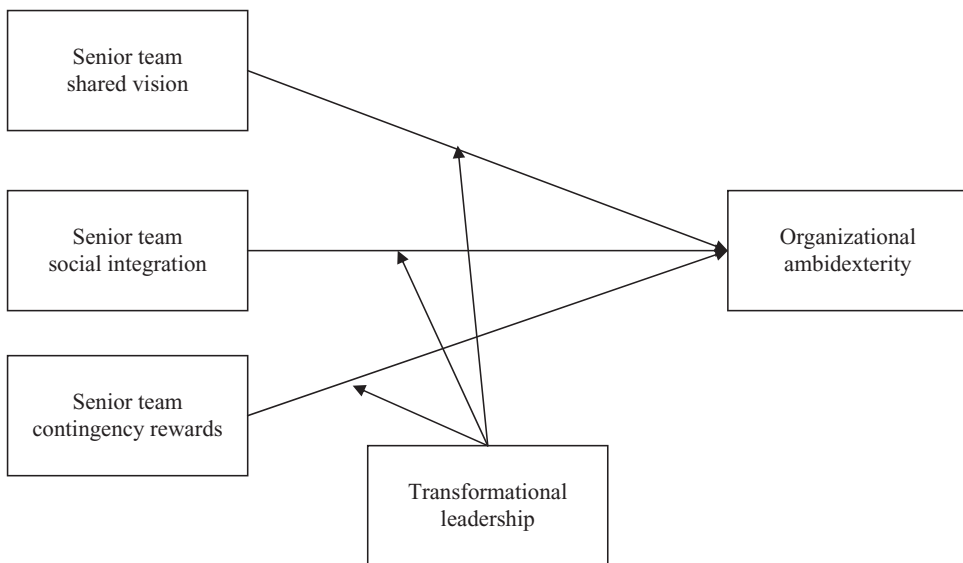 Senior team
shared vision
Senior team
social integration
Organizational
ambidexterity
Senior team
contingency rewards
Transformational
leadership